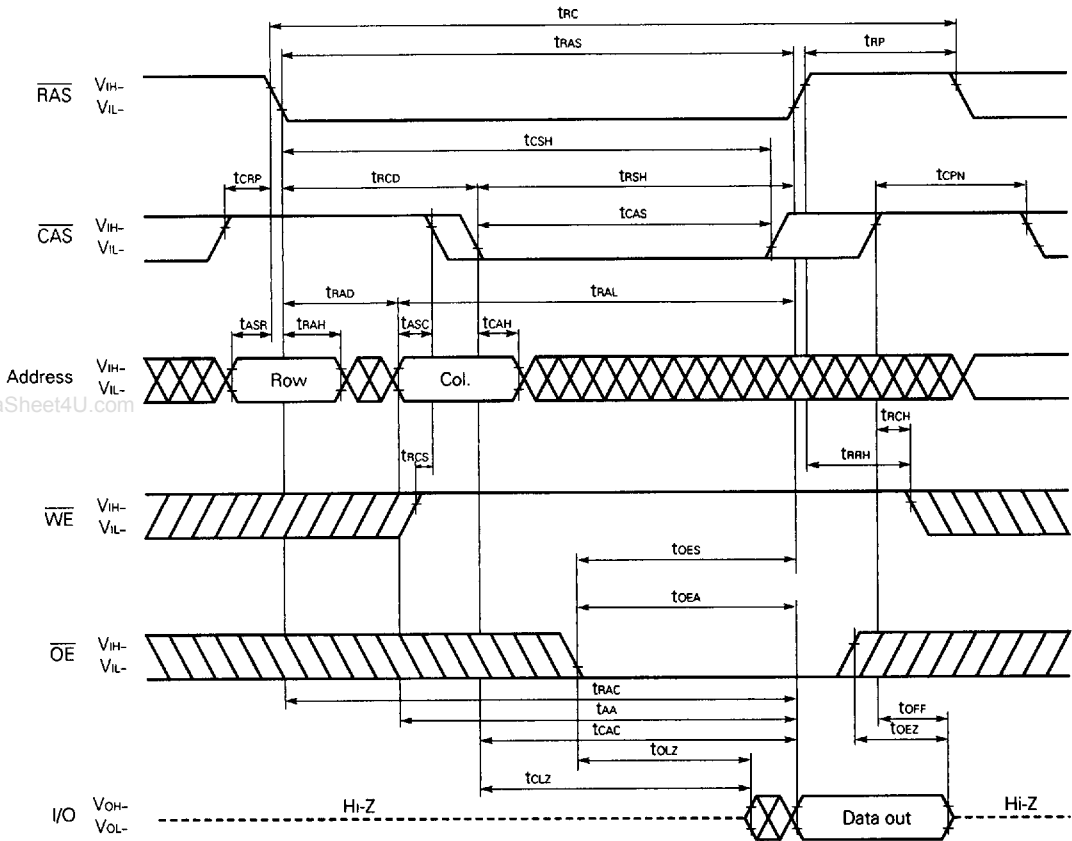 tRC
tRAS
tRP
RAS
VIH-
VIL-
tCSH
tCRP
tRCD
tRSH
tCPN
CAS
VIH-
VIL-
tCAS
tRAD
tRAL
tASR
tRAH
tASC
tCAH
Address
VIH-
VIL-
Row
Col.
aSheet4U.com
tRCH
tRCS
tRRH
WE
VIH-
VIL-
tOES
tOEA
OE
VIH-
VIL-
tRAC
tAA
tOFF
tCAC
tOEZ
tOLZ
tCLZ
I/O
VOH-
VOL-
Hi-Z
Data out
Hi-Z